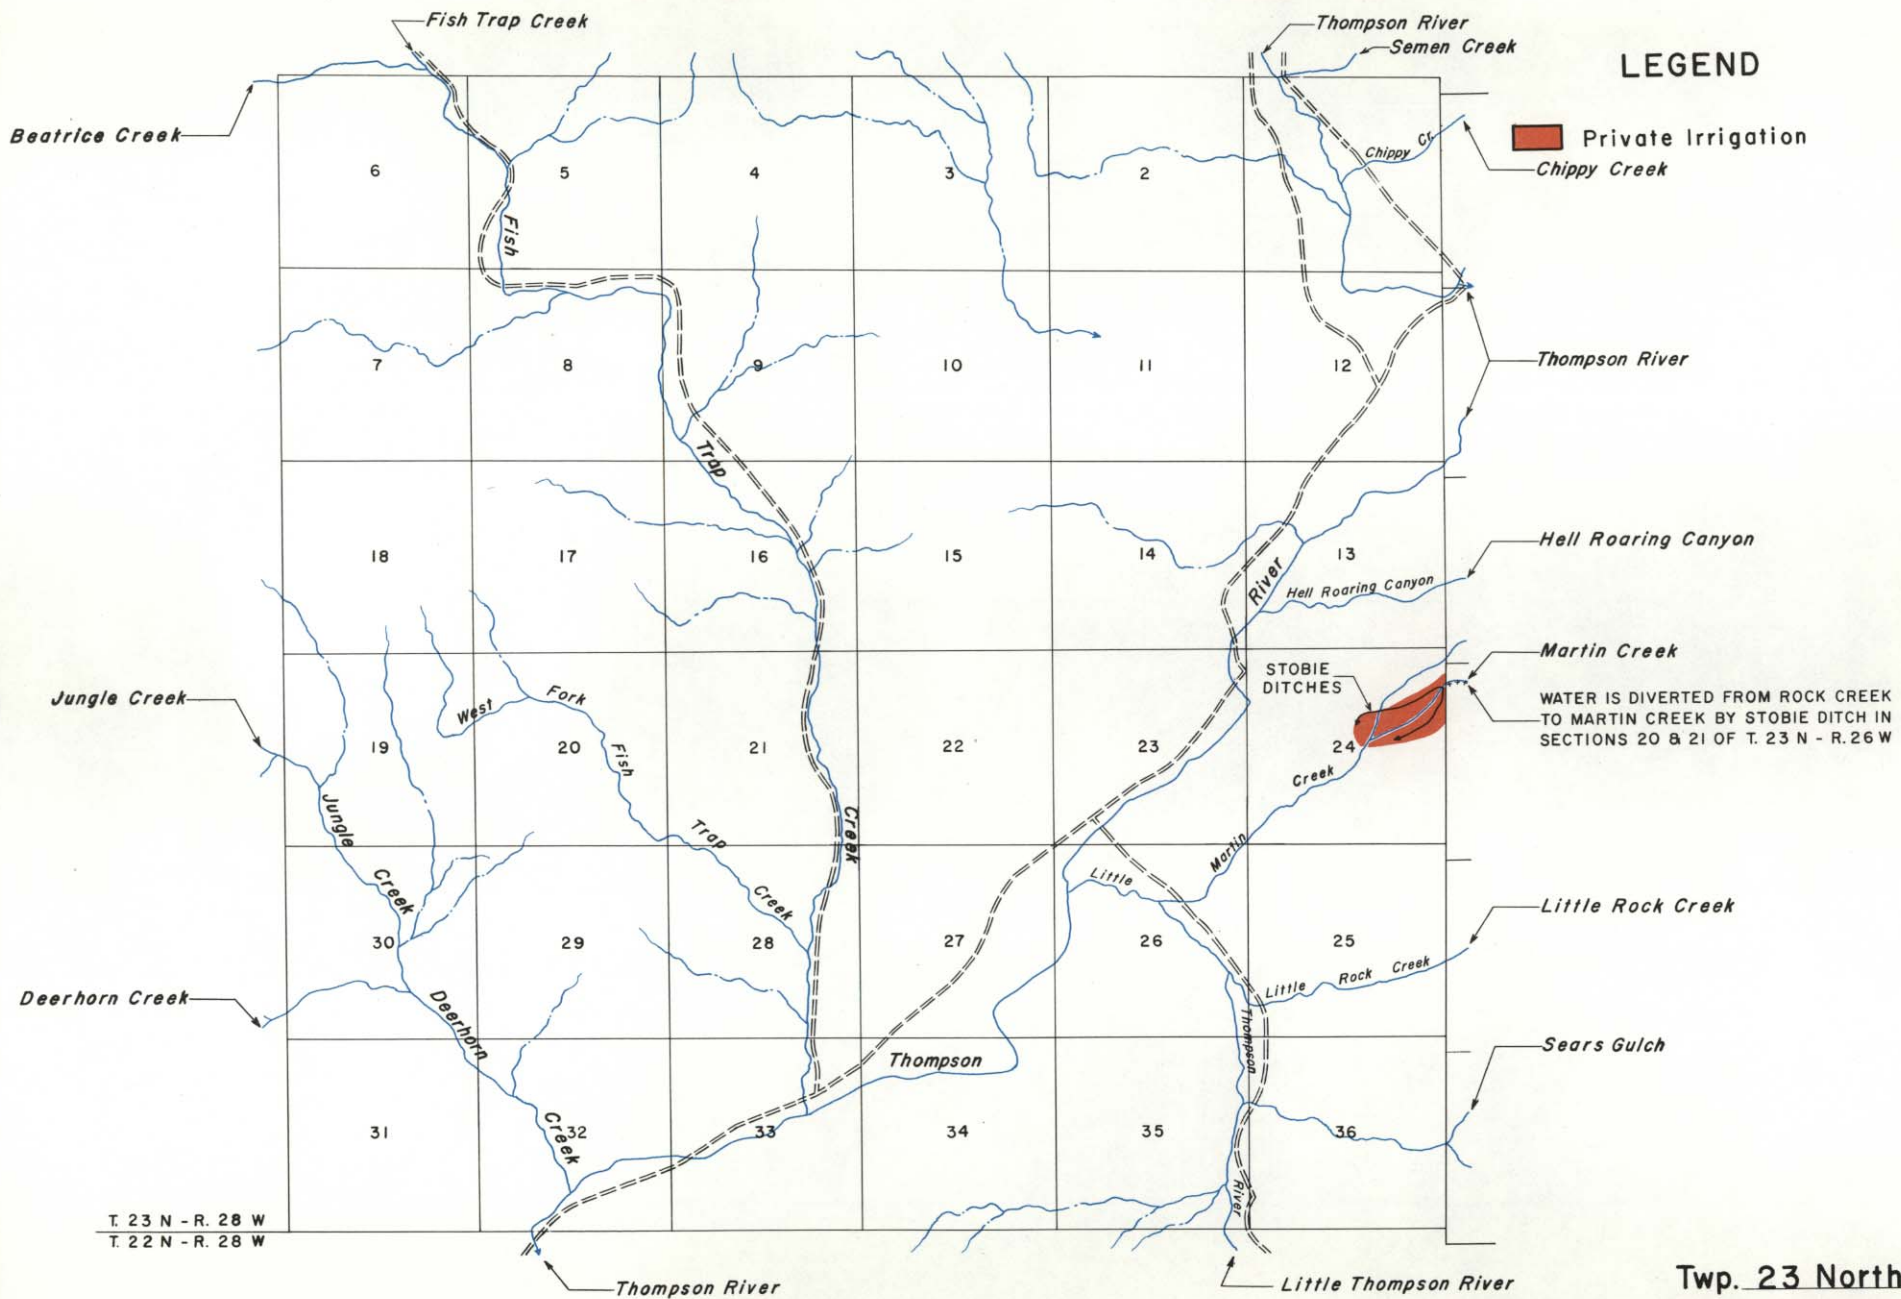 Fish Trap Creek
Thompson River
Semen Creek
LEGEND
Private Irrigation
Beatrice Creek
Chippy Cr.
Chippy Creek
6
5
4
3
2
Fish
7
8
9
10
11
12
Thompson River
Trap
18
17
16
15
14
13
River
Hell Roaring Canyon
Hell Roaring Canyon
Jungle Creek
West
Fork
Fish
Trap
Creek
STOBIE
DITCHES
Martin Creek
WATER IS DIVERTED FROM ROCK CREEK
TO MARTIN CREEK BY STOBIE DITCH IN
SECTIONS 20 & 21 OF T. 23 N - R. 26 W
19
20
21
22
23
24
Jungle
Creek
Creek
Martin
Creek
Little
30
29
28
27
26
25
Little Rock Creek
Little Rock Creek
Deerhorn Creek
Deerhorn
Creek
Thompson
Thompson
River
Sears Gulch
31
32
33
34
35
36
T. 23 N - R. 28 W
T. 22 N - R. 28 W
Thompson River
Little Thompson River
Twp. 23 North